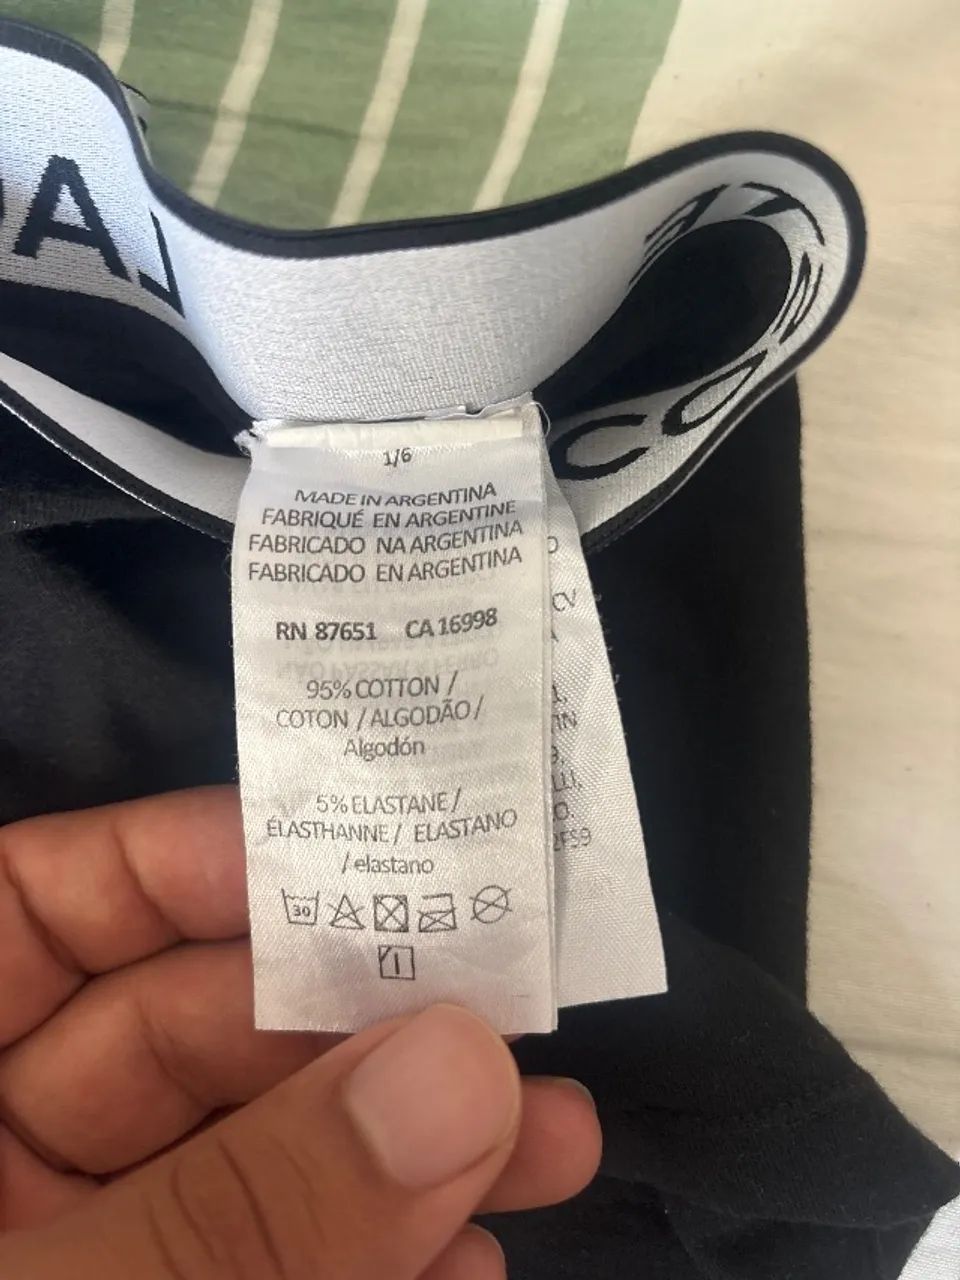 1/6
MADE IN ARGENTINA
FABRIQUÉ EN ARGENTINE
FABRICADO NA ARGENTINA
FABRICADO EN ARGENTINA
RN 87651 CA 16998
95% COTTON /
COTON / ALGODÃO /
Algodón
5% ELASTANE /
ÉLASTHANNE / ELASTANO
/ elastano
30